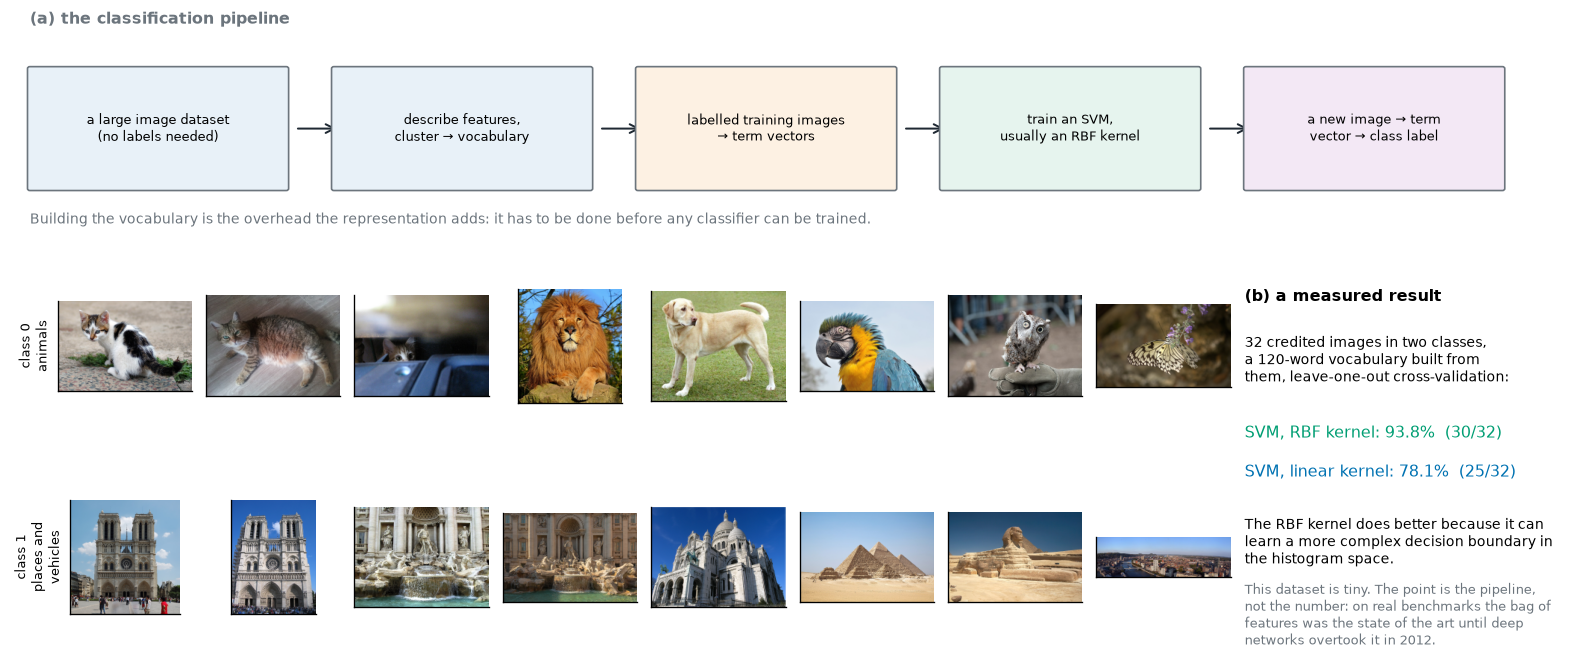 (a) the classification pipeline
a large image dataset
(no labels needed)
describe features,
cluster → vocabulary
labelled training images
→ term vectors
train an SVM,
usually an RBF kernel
a new image → term
vector → class label
Building the vocabulary is the overhead the representation adds: it has to be done before any classifier can be trained.
class 0
animals
(b) a measured result
32 credited images in two classes,
a 120-word vocabulary built from
them, leave-one-out cross-validation:
SVM, RBF kernel: 93.8% (30/32)
SVM, linear kernel: 78.1% (25/32)
class 1
places and
vehicles
The RBF kernel does better because it can
learn a more complex decision boundary in
the histogram space.
This dataset is tiny. The point is the pipeline,
not the number: on real benchmarks the bag of
features was the state of the art until deep
networks overtook it in 2012.